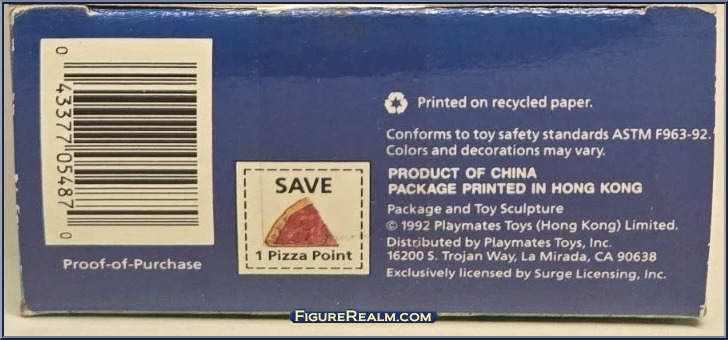 0 43377 05487 0
Proof-of-Purchase
SAVE
1 Pizza Point
Printed on recycled paper.
Conforms to toy safety standards ASTM F963-92.
Colors and decorations may vary.
PRODUCT OF CHINA
PACKAGE PRINTED IN HONG KONG
Package and Toy Sculpture
© 1992 Playmates Toys (Hong Kong) Limited.
Distributed by Playmates Toys, Inc.
16200 S. Trojan Way, La Mirada, CA 90638
Exclusively licensed by Surge Licensing, Inc.
FIGUREREALM.COM